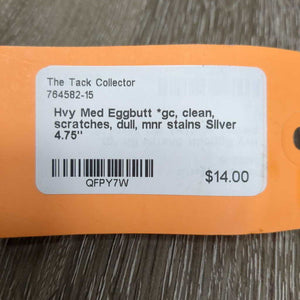 The Tack Collector
764582-15
Hvy Med Eggbutt *gc, clean,
scratches, dull, mnr stains Silver
4.75"
QFPY7W
$14.00